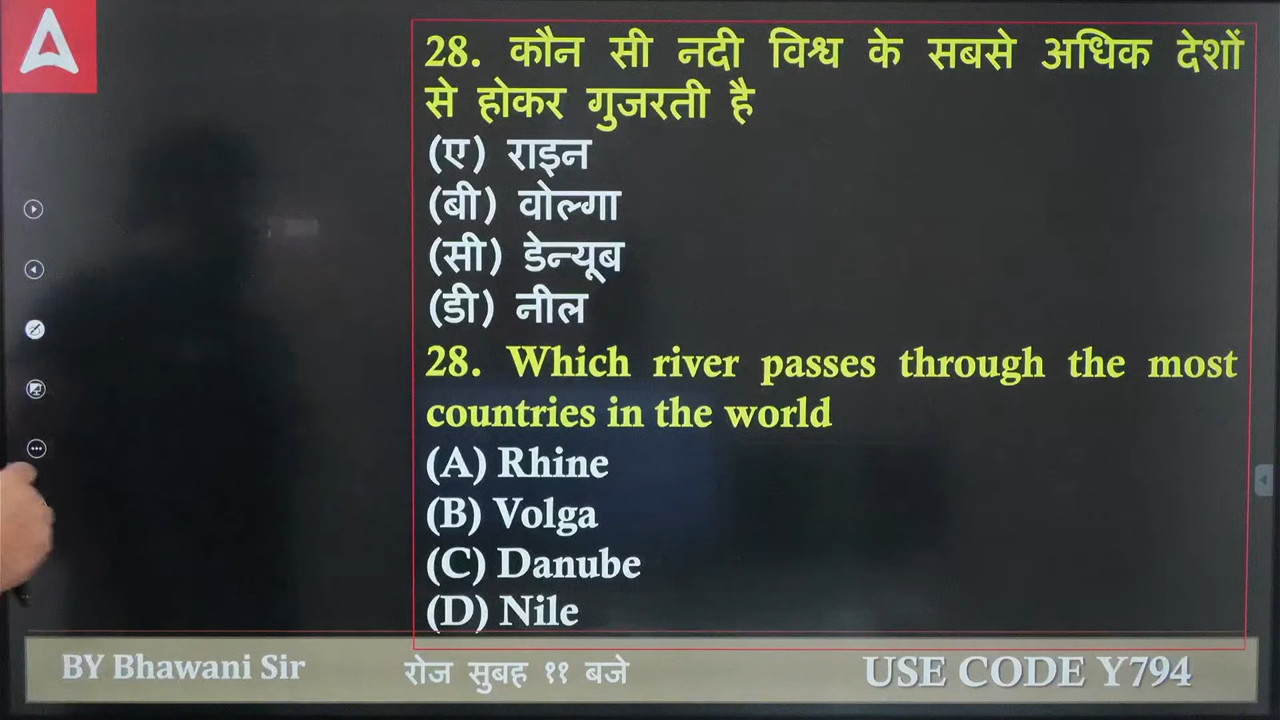 28. कौन सी नदी विश्व के सबसे अधिक देशों
से होकर गुजरती है
(ए) राइन
(बी) वोल्गा
(सी) डेन्यूब
(डी) नील
28. Which river passes through the most
countries in the world
(A) Rhine
(B) Volga
(C) Danube
(D) Nile
BY Bhawani Sir
रोज सुबह ११ बजे
USE CODE Y794